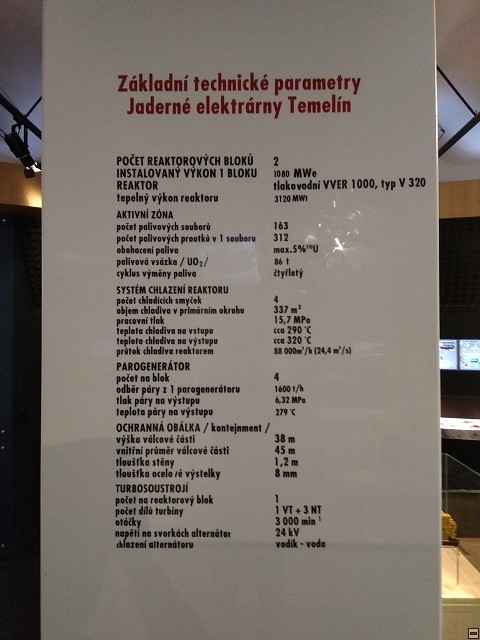 Základní technické parametry
Jaderné elektrárny Temelín
POČET REAKTOROVÝCH BLOKŮ 2
INSTALOVANÝ VÝKON 1 BLOKU 1080 MWe
REAKTOR tlakovodní VVER 1000, typ V 320
tepelný výkon reaktoru 3120 MWt
AKTIVNÍ ZÓNA
počet palivových souborů 163
počet palivových proutků v 1 souboru 312
obohocení paliva max.5%²³⁵U
palivová vsázka / UO₂/ 86 t
cyklus výměny paliva čtyřletý
SYSTÉM CHLAZENÍ REAKTORU
počet chladících smyček 4
objem chladiva v primárním okruhu 337 m³
pracovní tlak 15,7 MPa
teplota chladiva na vstupu cca 290 °C
teplota chladiva na výstupu cca 320 °C
průtok chladiva reaktorem 88 000m³/h (24,4 m³/s)
PAROGENERÁTOR
počet na blok 4
odběr páry z 1 parogenerátoru 1600 t/h
tlak páry na výstupu 6,32 MPa
teplota páry na výstupu 279 °C
OCHRANNÁ OBÁLKA / kontejnment /
výška válcové části 38 m
vnitřní průměr válcové části 45 m
tloušťka stěny 1,2 m
tloušťka ocelo é výstelky 8 mm
TURBOSOUSTROJÍ
počet na reaktorový blok 1
počet dílů turbíny 1 VT + 3 NT
otáčky 3 000 min ¹
napětí na svorkách alternátor 24 kV
chlazení alternátoru vodík - voda